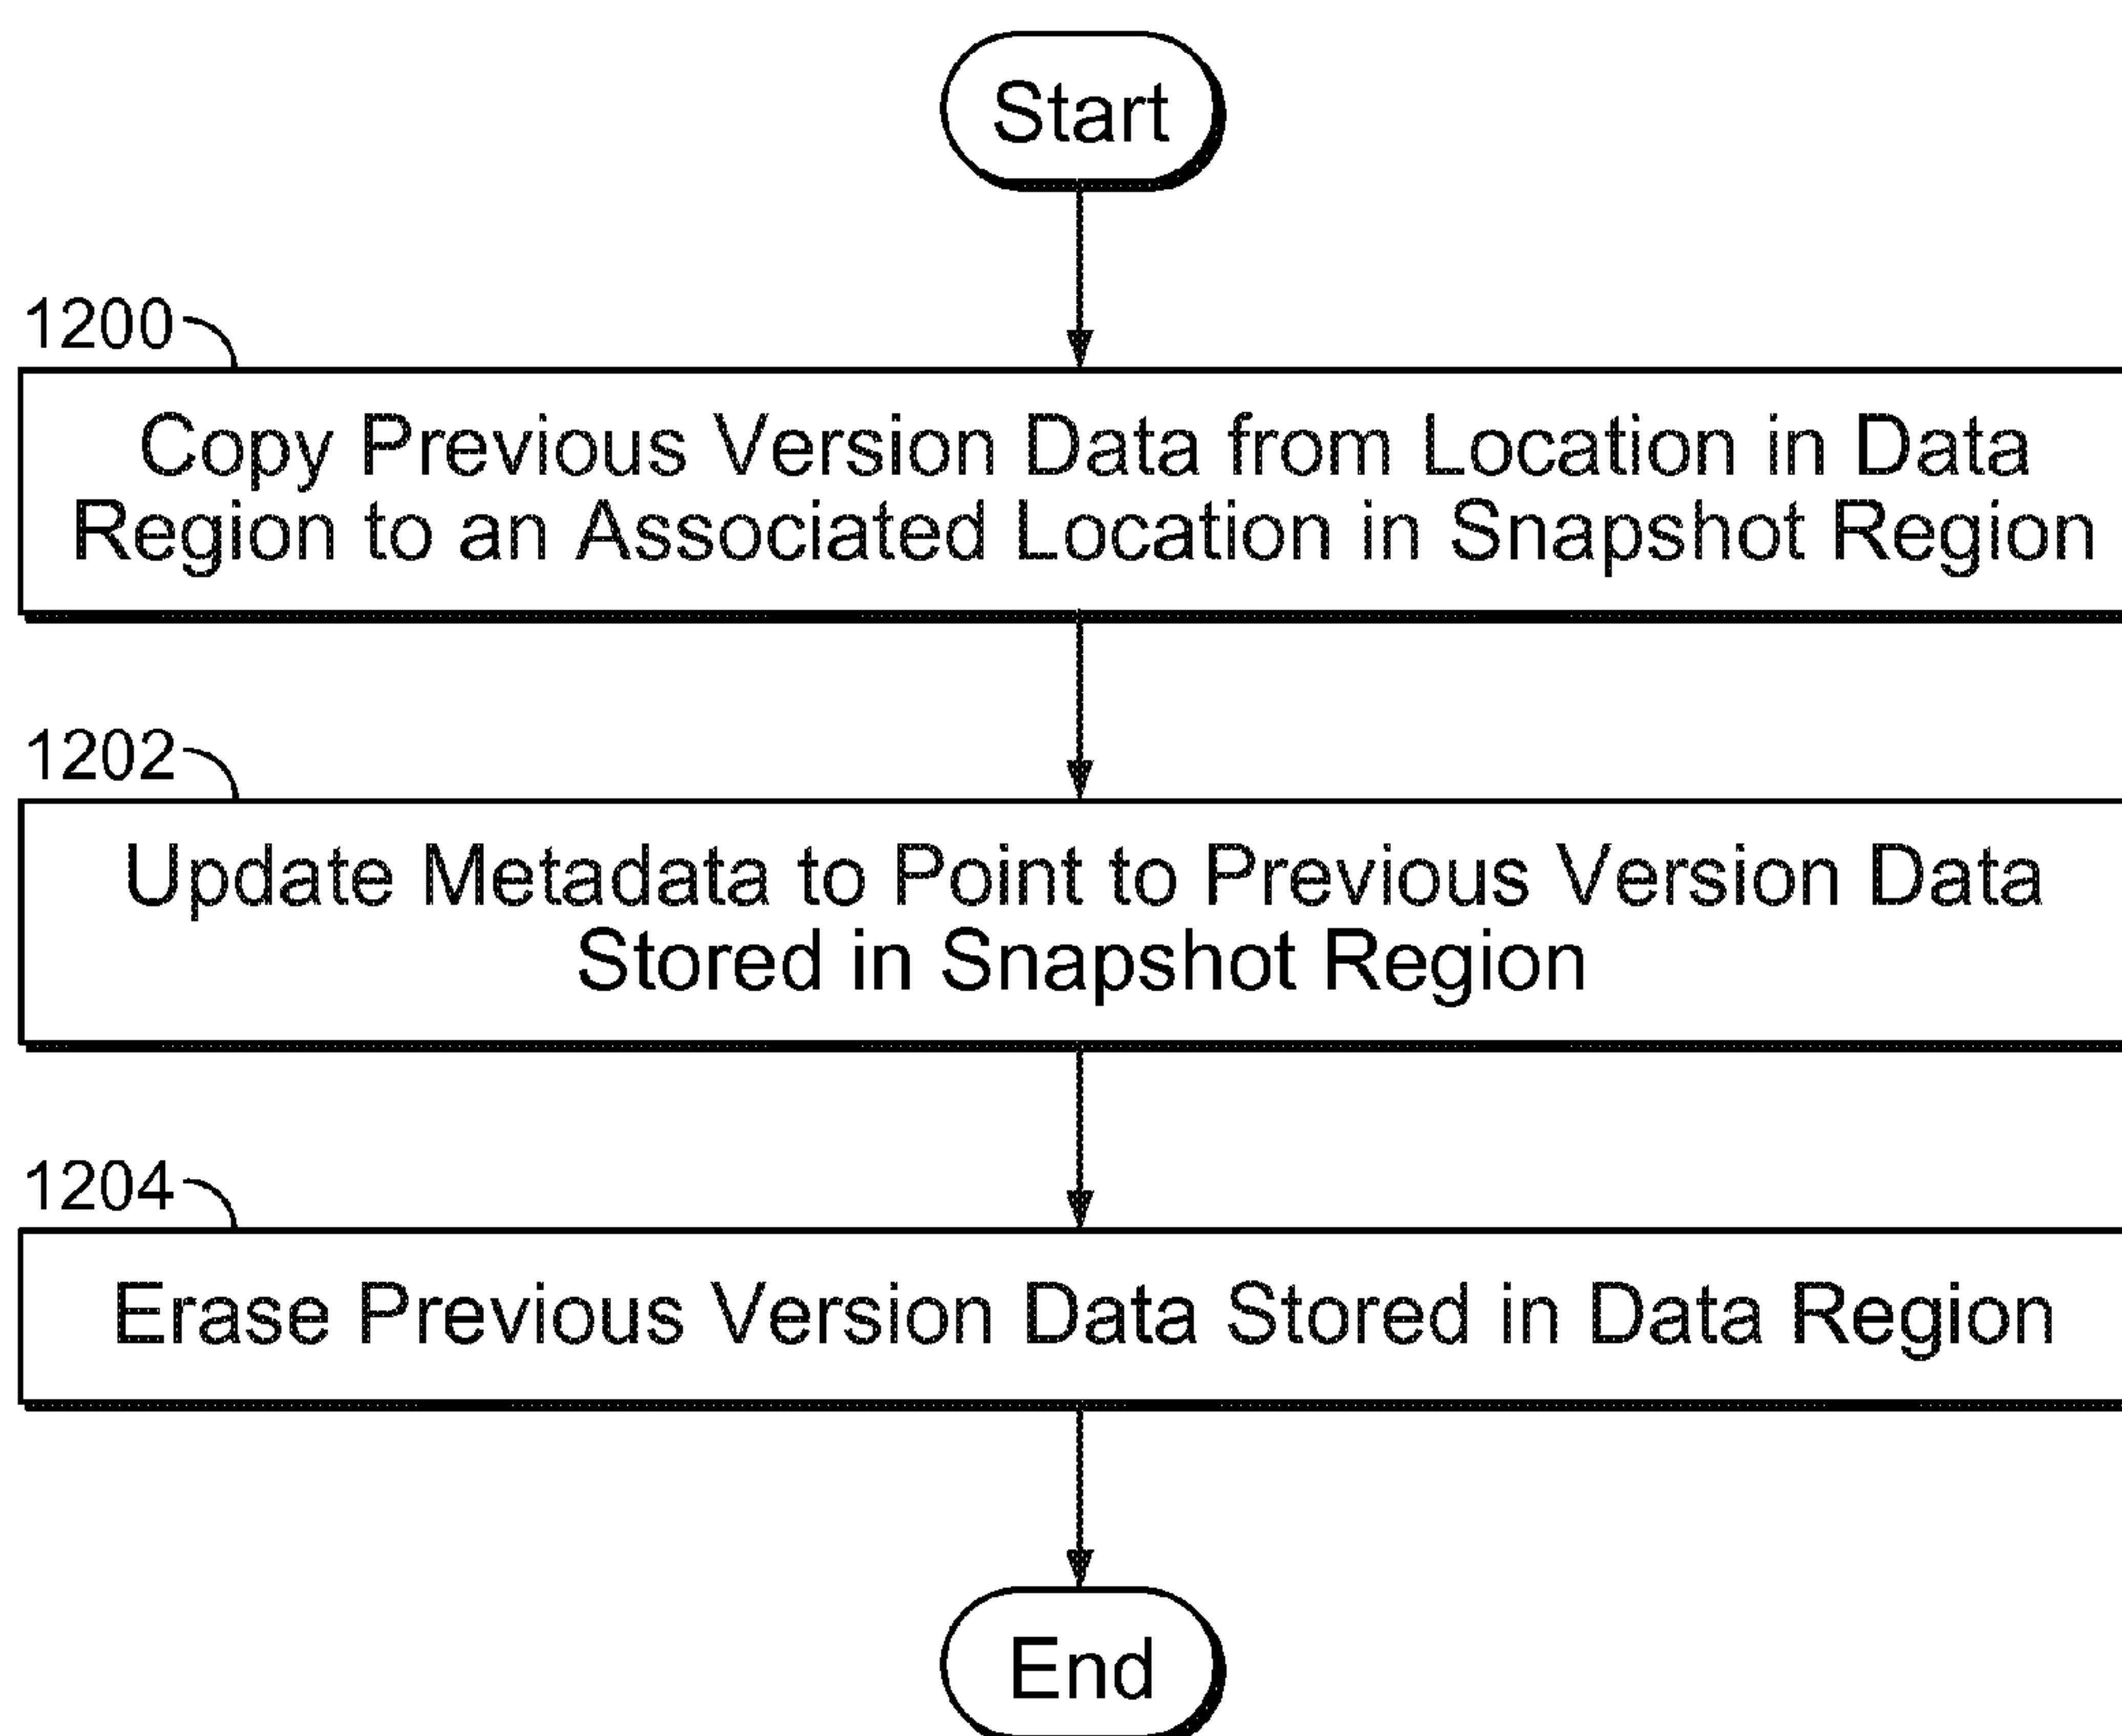 Start
1200
Copy Previous Version Data from Location in Data
Region to an Associated Location in Snapshot Region
1202
Update Metadata to Point to Previous Version Data
Stored in Snapshot Region
1204
Erase Previous Version Data Stored in Data Region
End